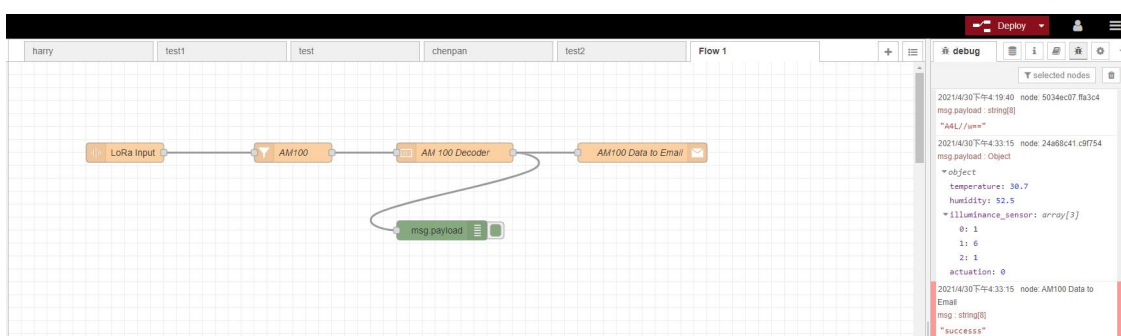 Deploy
harry test1 test chenpan test2 Flow 1
debug
i
selected nodes
2021/4/30下午4:19:40 node: 5034ec07.ffa3c4
msg.payload : string[8]
"A4L//w=="
2021/4/30下午4:33:15 node: 24a68c41.c9f754
msg.payload : Object
object
temperature: 30.7
humidity: 52.5
illuminance_sensor: array[3]
0: 1
1: 6
2: 1
actuation: 0
2021/4/30下午4:33:15 node: AM100 Data to
Email
msg : string[8]
"successs"
LoRa Input AM100 AM 100 Decoder AM100 Data to Email
msg.payload